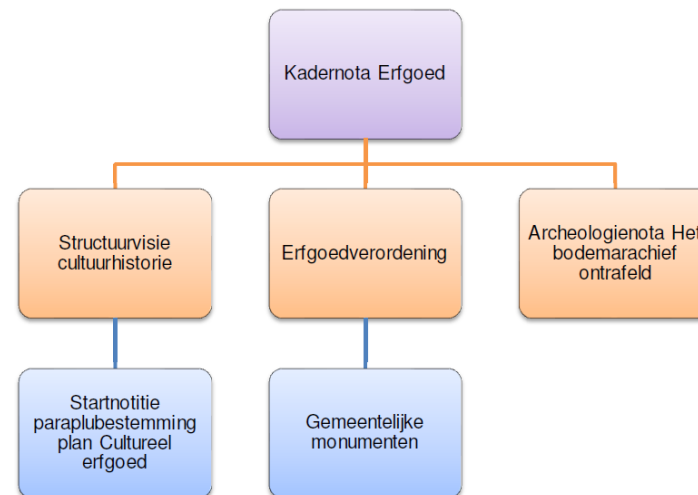 Kadernota Erfgoed
Structuurvisie
cultuurhistorie
Erfgoedverordening
Archeologienota Het
bodemarachief
ontrafeld
Startnotitie
paraplubestemming
plan Cultureel
erfgoed
Gemeentelijke
monumenten